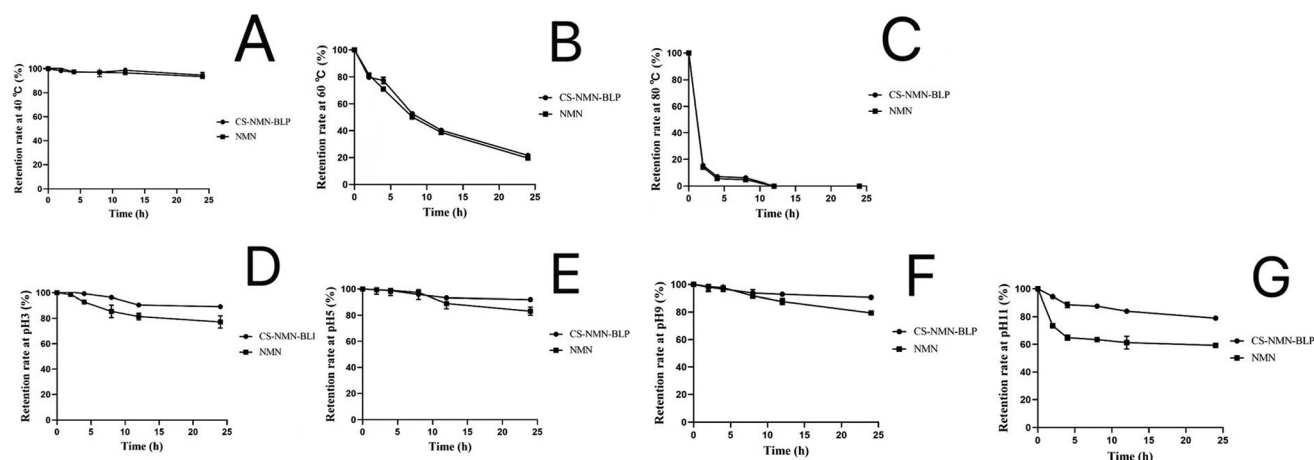 A
Retention rate at 40 ℃ (%)
100
80
60
40
20
0
0 5 10 15 20 25
Time (h)
CS-NMN-BLP
NMN
B
Retention rate at 60 ℃ (%)
100
80
60
40
20
0
0 5 10 15 20 25
Time (h)
CS-NMN-BLP
NMN
C
Retention rate at 80 ℃ (%)
100
80
60
40
20
0
0 5 10 15 20 25
Time (h)
CS-NMN-BLP
NMN
D
Retention rate at pH3 (%)
100
80
60
40
20
0
0 5 10 15 20 25
Time (h)
CS-NMN-BLI
NMN
E
Retention rate at pH5 (%)
100
80
60
40
20
0
0 5 10 15 20 25
Time (h)
CS-NMN-BLP
NMN
F
Retention rate at pH9 (%)
100
80
60
40
20
0
0 5 10 15 20 25
Time (h)
CS-NMN-BLP
NMN
G
Retention rate at pH11 (%)
100
80
60
40
20
0
0 5 10 15 20 25
Time (h)
CS-NMN-BLP
NMN